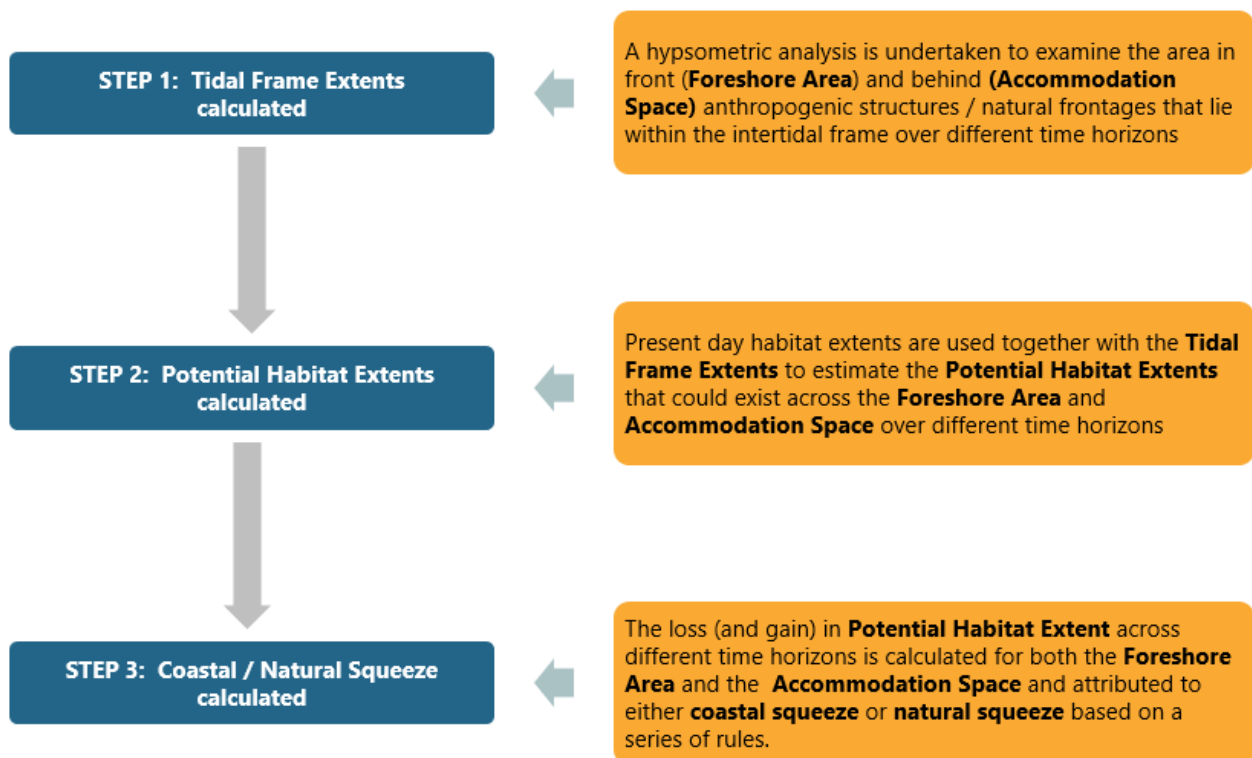 STEP 1:  Tidal Frame Extents
calculated
A hypsometric analysis is undertaken to examine the area in
front (Foreshore Area) and behind (Accommodation
Space) anthropogenic structures / natural frontages that lie
within the intertidal frame over different time horizons
STEP 2:  Potential Habitat Extents
calculated
Present day habitat extents are used together with the Tidal
Frame Extents to estimate the Potential Habitat Extents
that could exist across the Foreshore Area and
Accommodation Space over different time horizons
STEP 3:  Coastal / Natural Squeeze
calculated
The loss (and gain) in Potential Habitat Extent across
different time horizons is calculated for both the Foreshore
Area and the  Accommodation Space and attributed to
either coastal squeeze or natural squeeze based on a
series of rules.